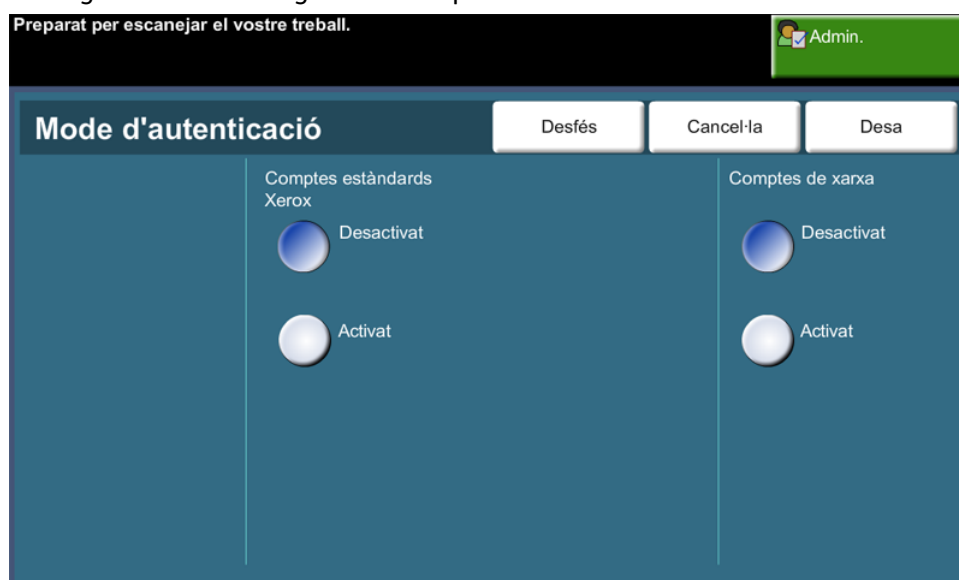 Preparat per escanejar el vostre treball.
Admin.
Mode d'autenticació
Desfés
Cancel·la
Desa
Comptes estàndards
Xerox
Desactivat
Activat
Comptes de xarxa
Desactivat
Activat